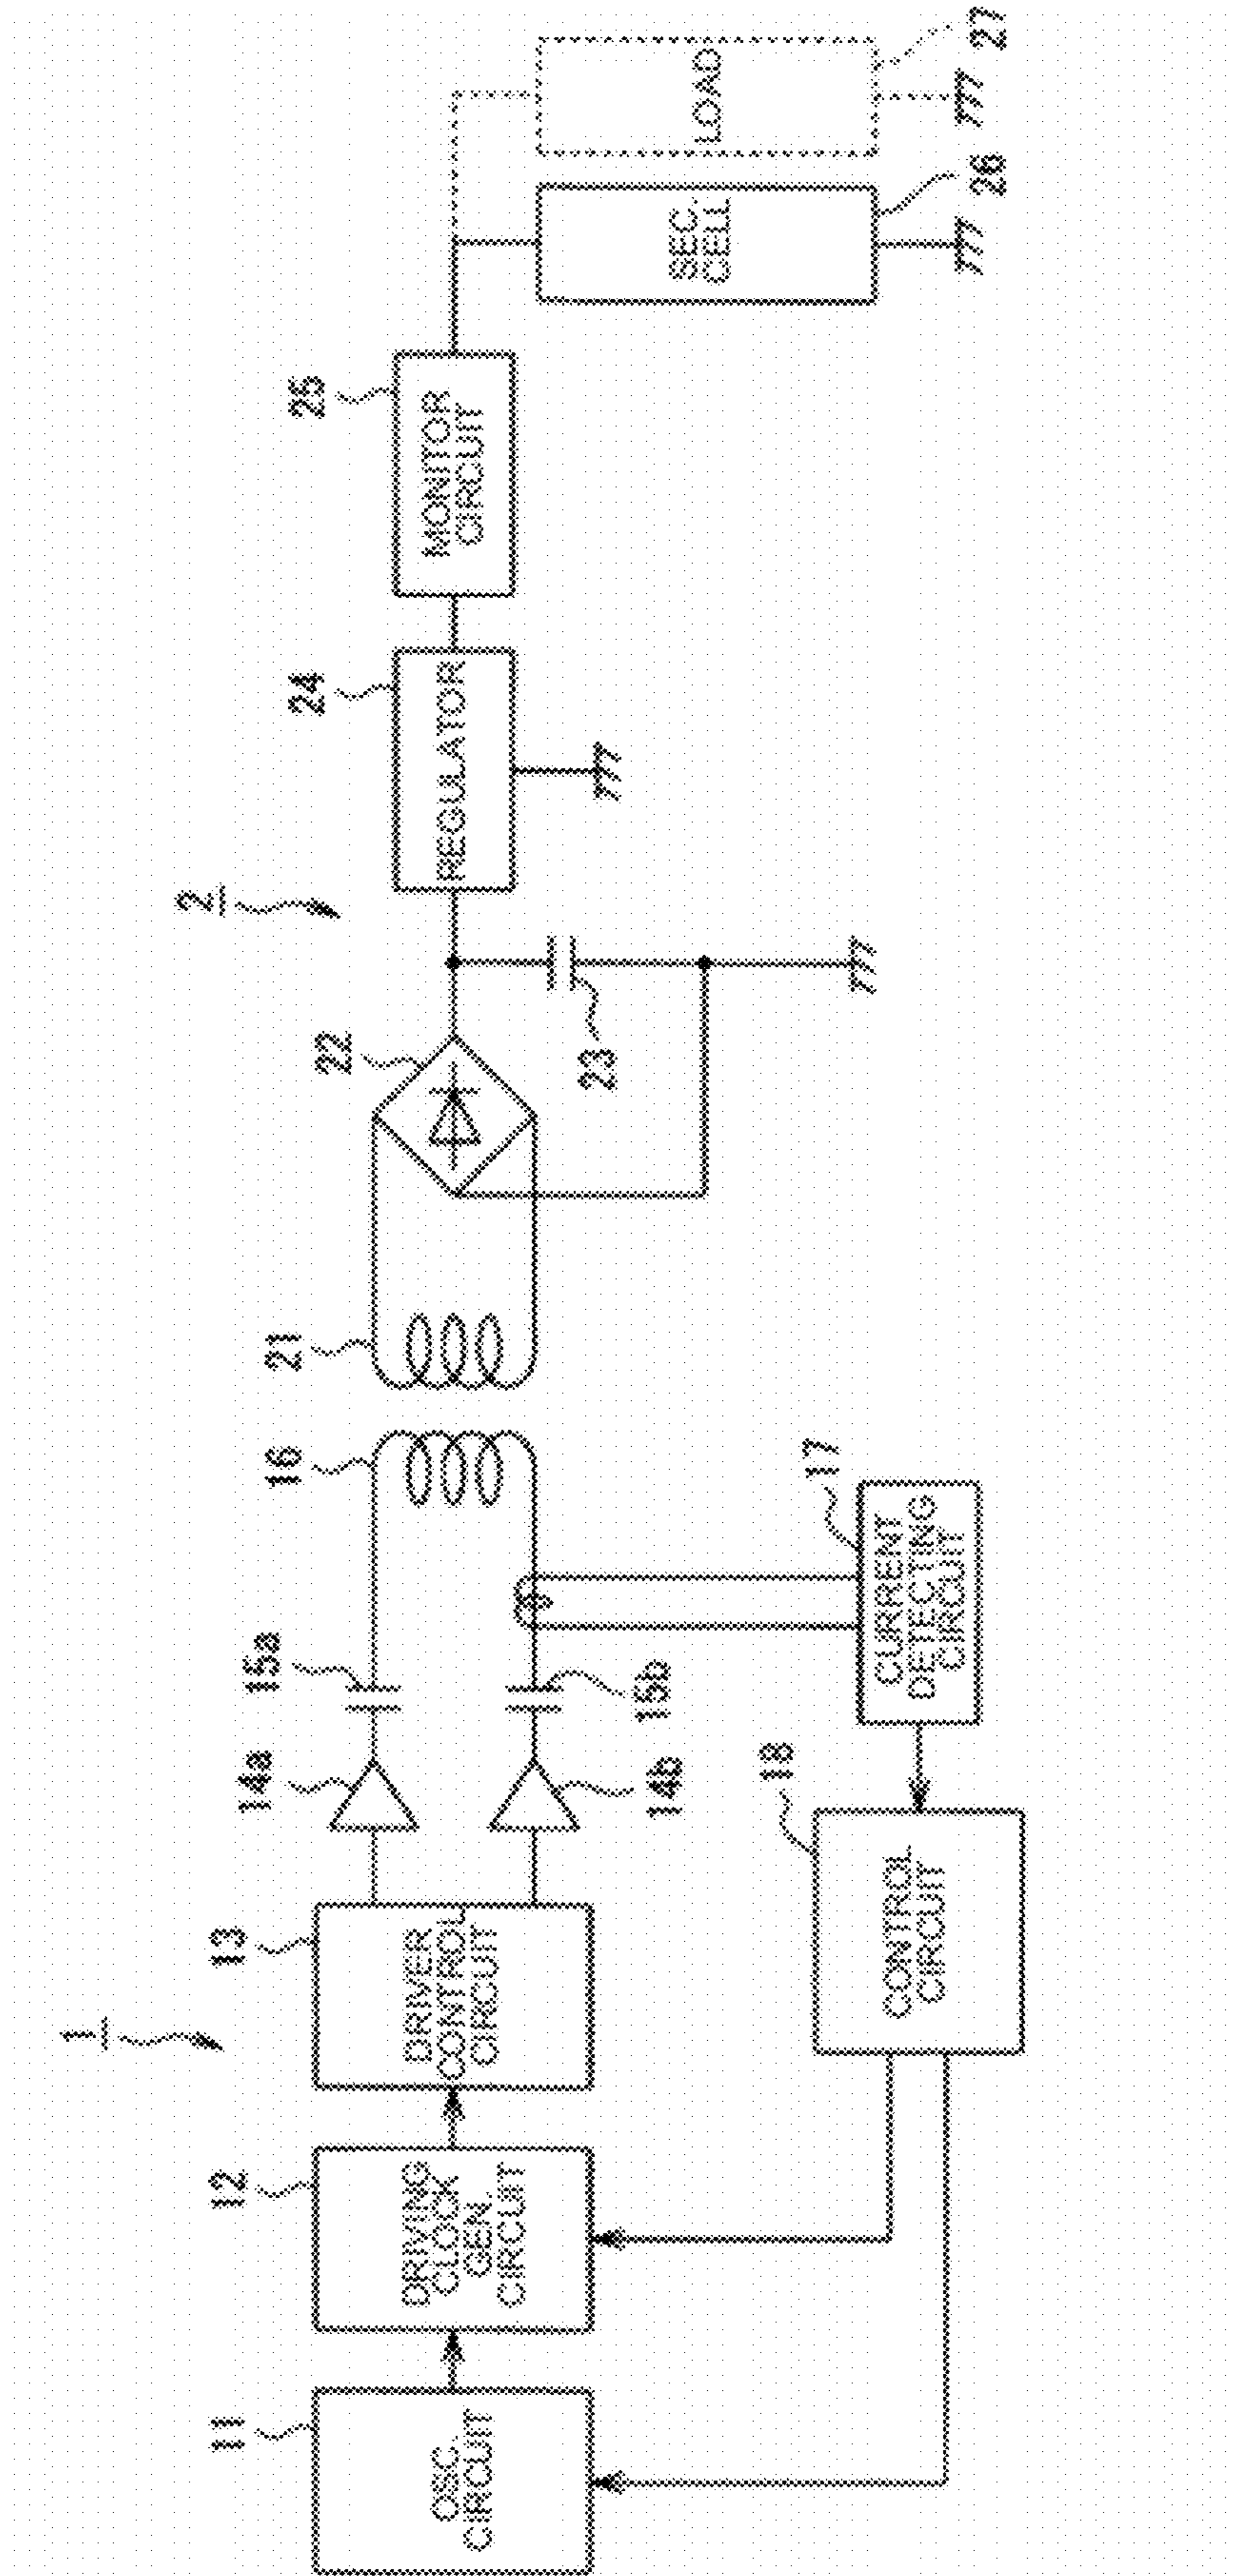 1
11
OSC.
CIRCUIT
12
DRIVING
CLOCK
GEN.
CIRCUIT
13
DRIVER
CONTROL
CIRCUIT
14a
14b
15a
15b
16
17
CURRENT
DETECTING
CIRCUIT
18
CONTROL
CIRCUIT
2
21
22
23
24
REGULATOR
25
MONITOR
CIRCUIT
SEC.
CELL
26
LOAD
27